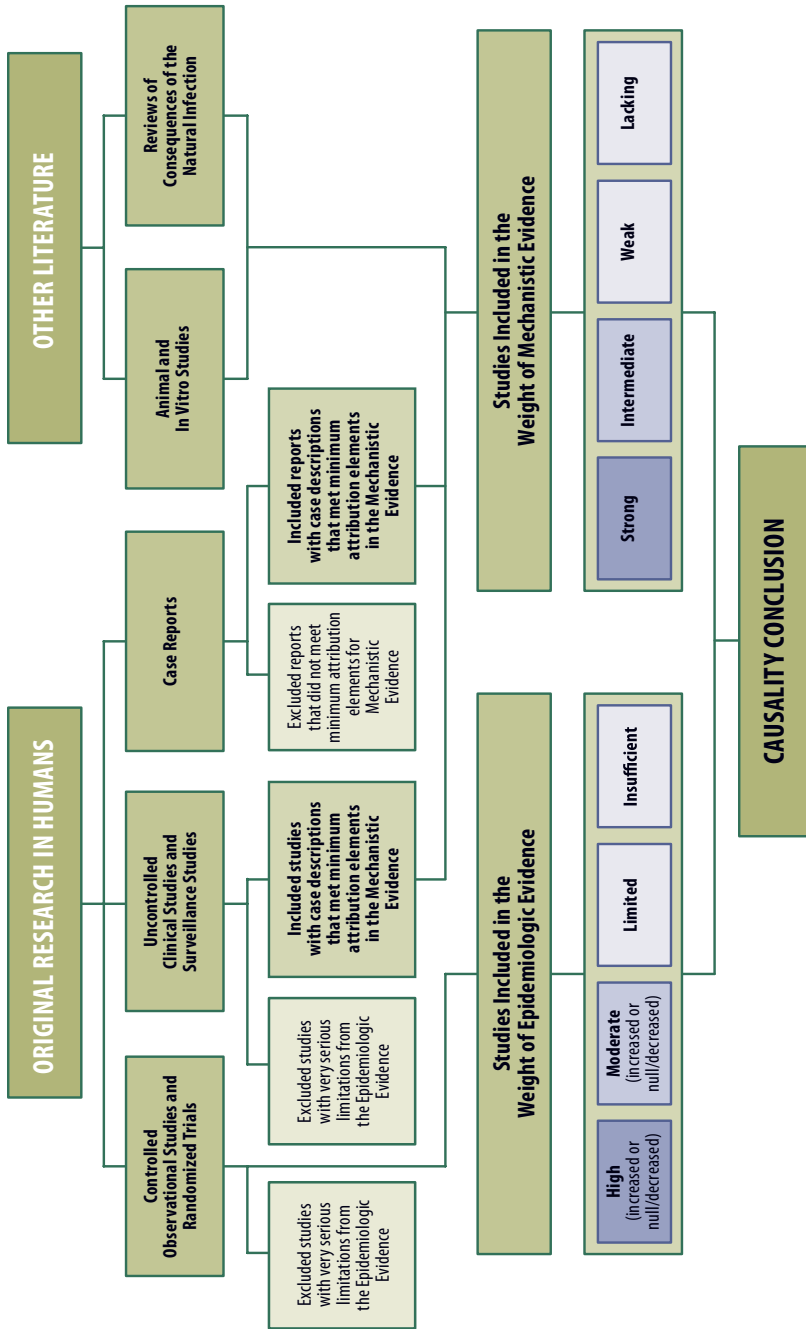 ORIGINAL RESEARCH IN HUMANS
OTHER LITERATURE
Controlled
Observational Studies and
Randomized Trials
Uncontrolled
Clinical Studies and
Surveillance Studies
Case Reports
Animal and
In Vitro Studies
Reviews of
Consequences of the
Natural Infection
Excluded studies
with very serious
limitations from
the Epidemiologic
Evidence
Excluded studies
with very serious
limitations from
the Epidemiologic
Evidence
Included studies
with case descriptions
that met minimum
attribution elements
in the Mechanistic
Evidence
Excluded reports
that did not meet
minimum attribution
elements for
Mechanistic
Evidence
Included reports
with case descriptions
that met minimum
attribution elements
in the Mechanistic
Evidence
Studies Included in the
Weight of Epidemiologic Evidence
Studies Included in the
Weight of Mechanistic Evidence
High
(increased or
null/decreased)
Moderate
(increased or
null/decreased)
Limited
Insufficient
Strong
Intermediate
Weak
Lacking
CAUSALITY CONCLUSION